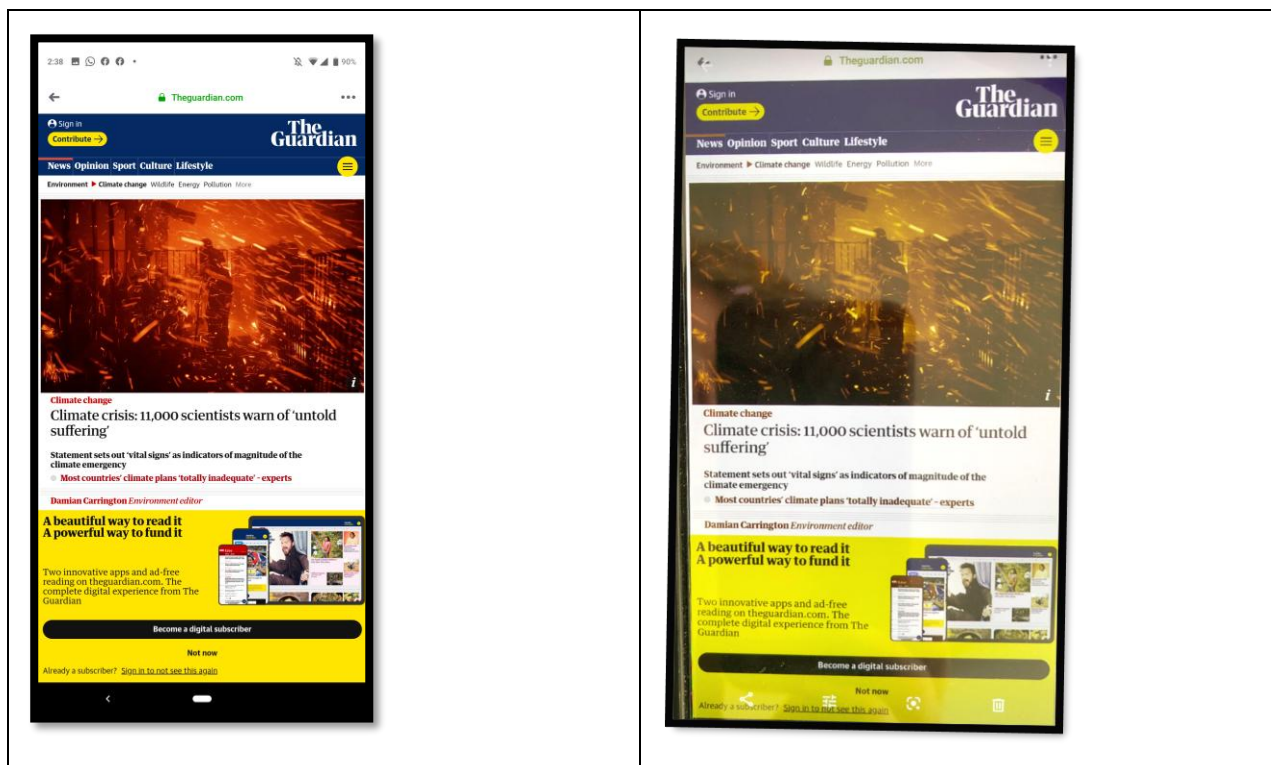 2:38
90%
Theguardian.com
Sign in
Contribute →
The
Guardian
News Opinion Sport Culture Lifestyle
Environment ▶ Climate change Wildlife Energy Pollution More
i
Climate change
Climate crisis: 11,000 scientists warn of ‘untold
suffering’
Statement sets out ‘vital signs’ as indicators of magnitude of the
climate emergency
Most countries’ climate plans ‘totally inadequate’ – experts
Damian Carrington Environment editor
A beautiful way to read it
A powerful way to fund it
Two innovative apps and ad-free
reading on theguardian.com. The
complete digital experience from The
Guardian
Become a digital subscriber
Not now
Already a subscriber? Sign in to not see this again
Theguardian.com
Sign in
Contribute →
The
Guardian
News Opinion Sport Culture Lifestyle
Environment ▶ Climate change Wildlife Energy Pollution More
i
Climate change
Climate crisis: 11,000 scientists warn of ‘untold
suffering’
Statement sets out ‘vital signs’ as indicators of magnitude of the
climate emergency
Most countries’ climate plans ‘totally inadequate’ – experts
Damian Carrington Environment editor
A beautiful way to read it
A powerful way to fund it
Two innovative apps and ad-free
reading on theguardian.com. The
complete digital experience from The
Guardian
Become a digital subscriber
Not now
Already a subscriber? Sign in to not see this again